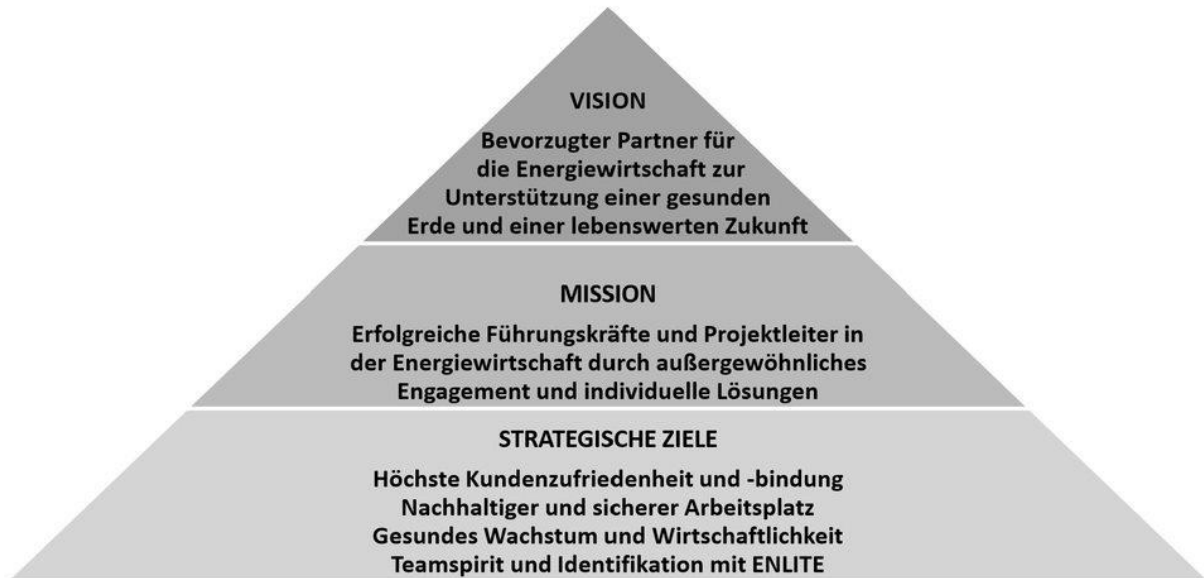 VISION
Bevorzugter Partner für
die Energiewirtschaft zur
Unterstützung einer gesunden
Erde und einer lebenswerten Zukunft
MISSION
Erfolgreiche Führungskräfte und Projektleiter in
der Energiewirtschaft durch außergewöhnliches
Engagement und individuelle Lösungen
STRATEGISCHE ZIELE
Höchste Kundenzufriedenheit und -bindung
Nachhaltiger und sicherer Arbeitsplatz
Gesundes Wachstum und Wirtschaftlichkeit
Teamspirit und Identifikation mit ENLITE